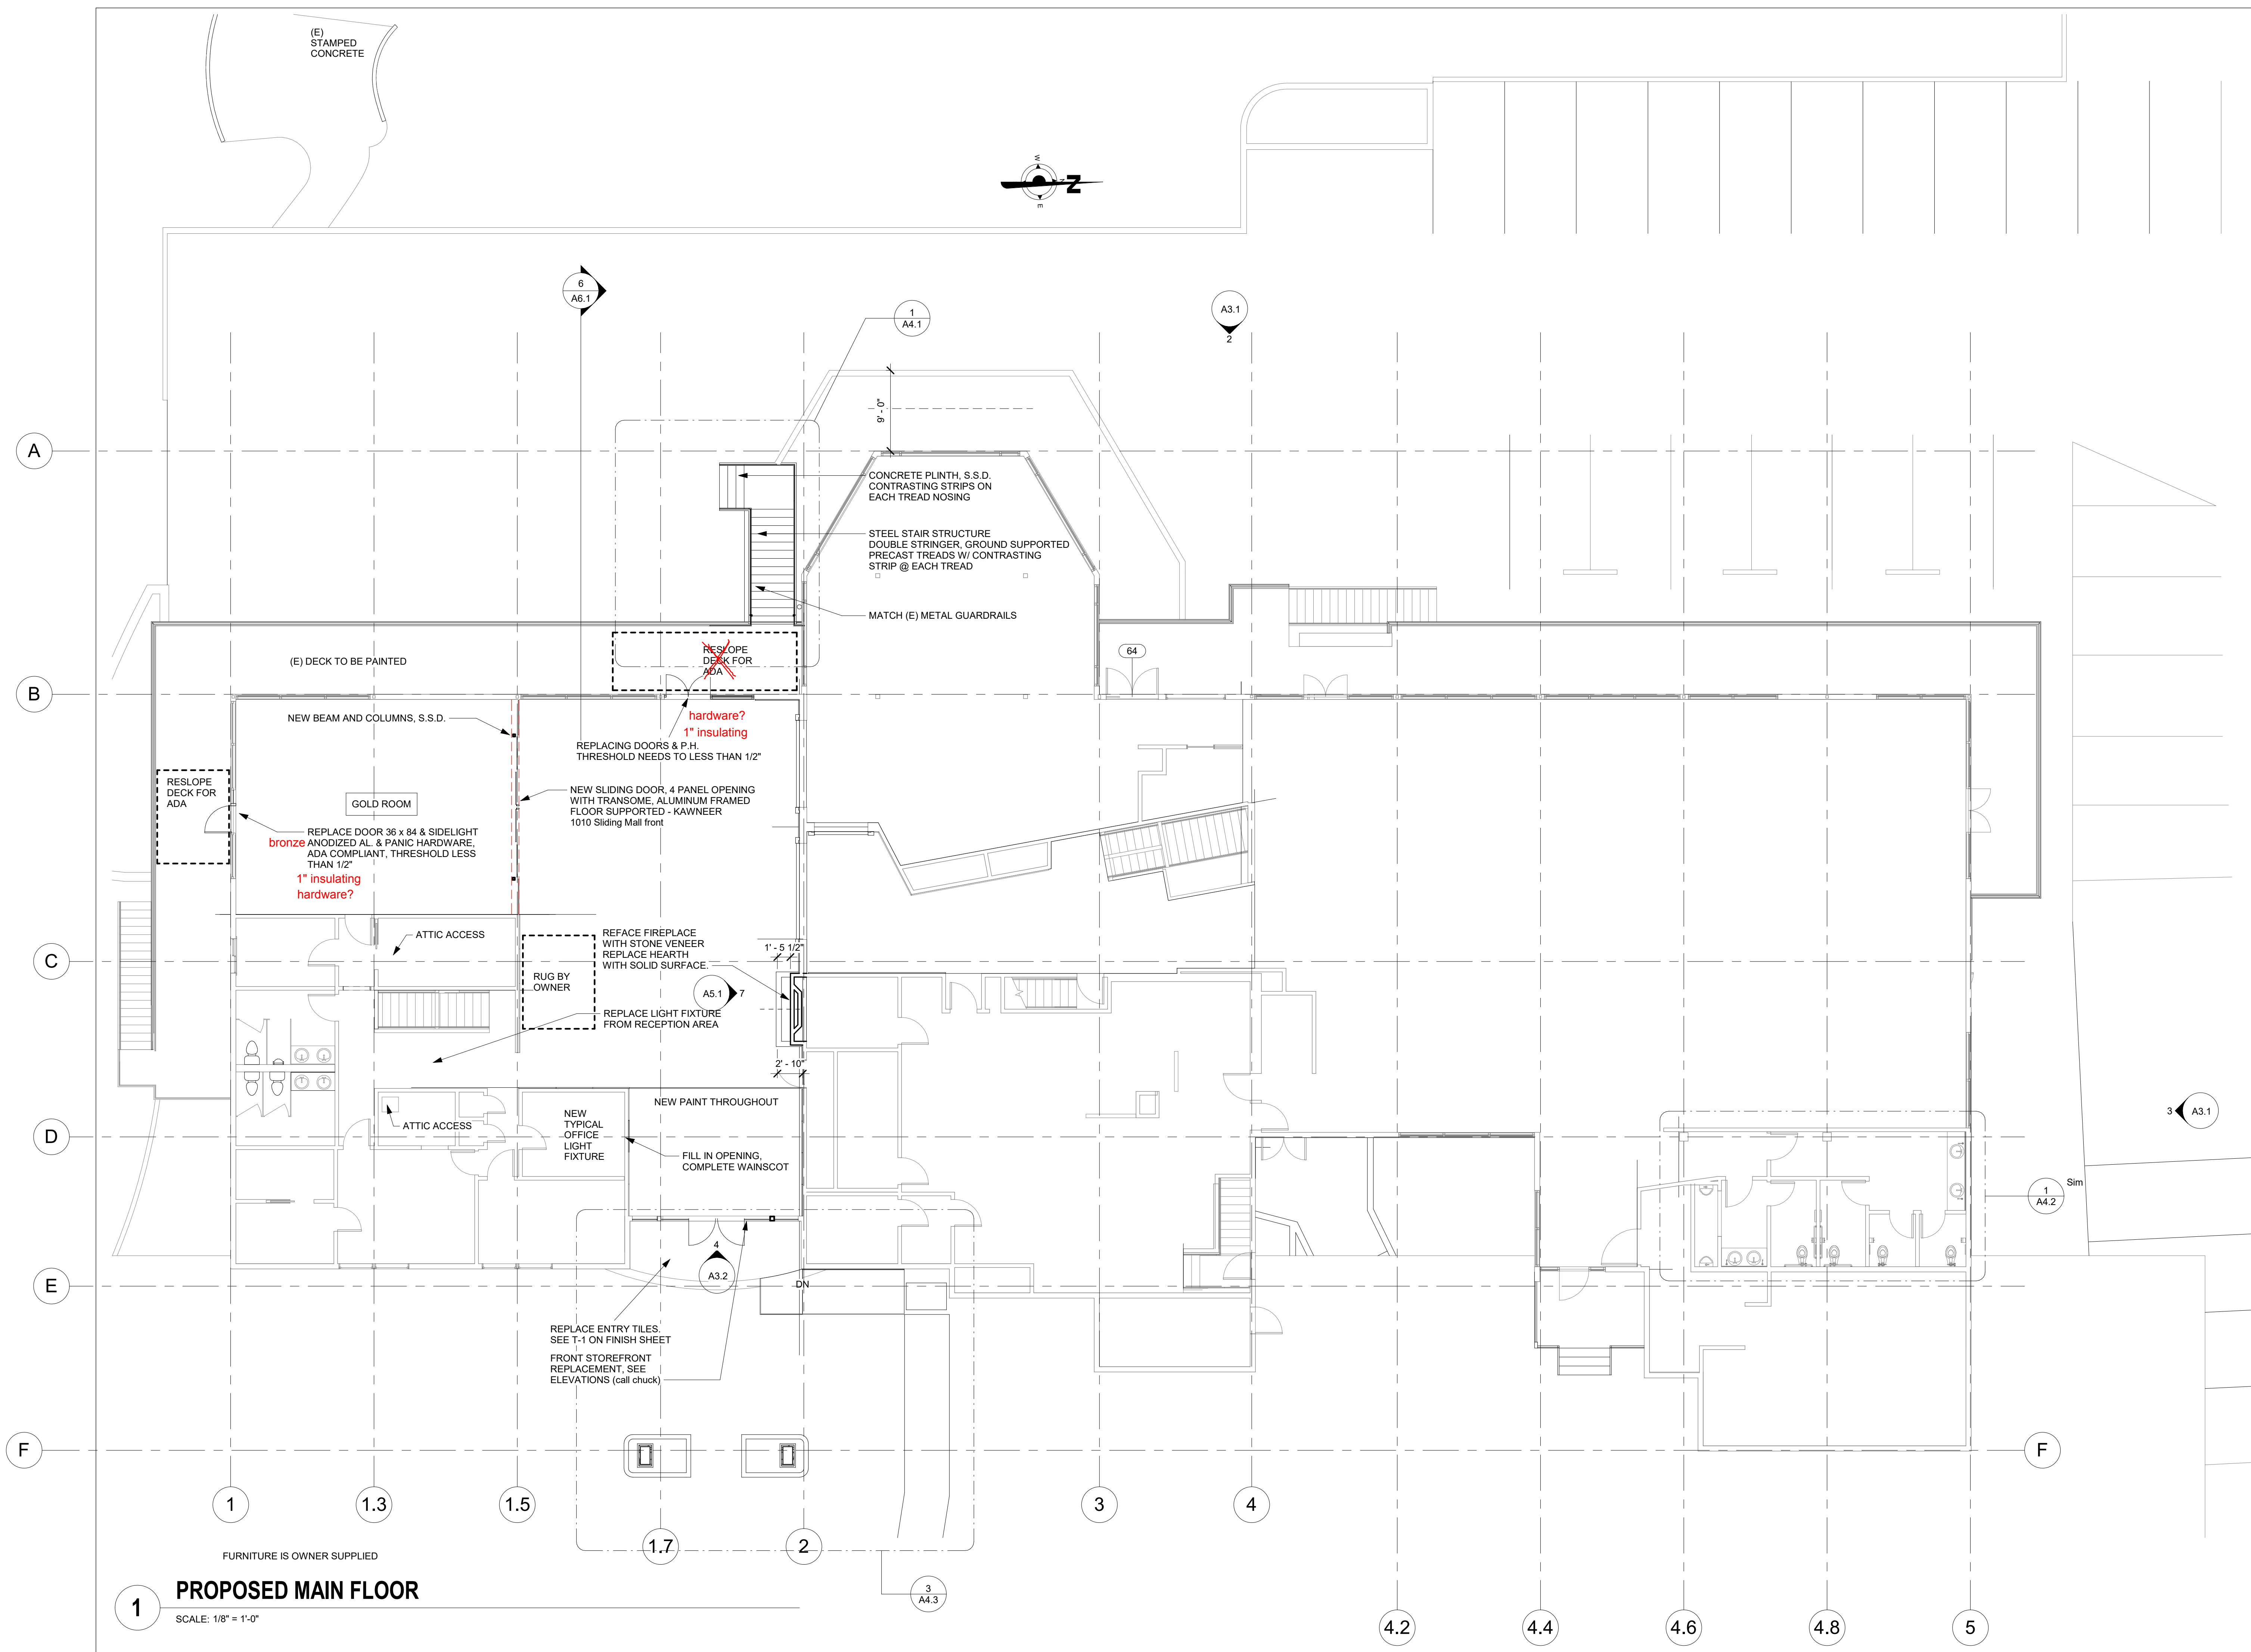 (E)
STAMPED
CONCRETE
W
N
Z
E
6
A6.1
1
A4.1
A3.1
2
9' - 0"
A
CONCRETE PLINTH, S.S.D.
CONTRASTING STRIPS ON
EACH TREAD NOSING
STEEL STAIR STRUCTURE
DOUBLE STRINGER, GROUND SUPPORTED
PRECAST TREADS W/ CONTRASTING
STRIP @ EACH TREAD
MATCH (E) METAL GUARDRAILS
(E) DECK TO BE PAINTED
RESLOPE
DECK FOR
ADA
64
B
NEW BEAM AND COLUMNS, S.S.D.
hardware?
1" insulating
REPLACING DOORS & P.H.
THRESHOLD NEEDS TO LESS THAN 1/2"
RESLOPE
DECK FOR
ADA
GOLD ROOM
NEW SLIDING DOOR, 4 PANEL OPENING
WITH TRANSOME, ALUMINUM FRAMED
FLOOR SUPPORTED - KAWNEER
1010 Sliding Mall front
REPLACE DOOR 36 x 84 & SIDELIGHT
bronze ANODIZED AL. & PANIC HARDWARE,
ADA COMPLIANT, THRESHOLD LESS
THAN 1/2"
1" insulating
hardware?
ATTIC ACCESS
REFACE FIREPLACE
WITH STONE VENEER
REPLACE HEARTH
WITH SOLID SURFACE.
1' - 5 1/2"
C
RUG BY
OWNER
A5.1
7
REPLACE LIGHT FIXTURE
FROM RECEPTION AREA
2' - 10"
NEW PAINT THROUGHOUT
NEW
TYPICAL
OFFICE
LIGHT
FIXTURE
ATTIC ACCESS
D
FILL IN OPENING,
COMPLETE WAINSCOT
3
A3.1
Sim
1
A4.2
4
A3.2
DN
E
REPLACE ENTRY TILES.
SEE T-1 ON FINISH SHEET
FRONT STOREFRONT
REPLACEMENT, SEE
ELEVATIONS (call chuck)
F
F
1
1.3
1.5
1.7
2
3
4
4.2
4.4
4.6
4.8
5
3
A4.3
FURNITURE IS OWNER SUPPLIED
1
PROPOSED MAIN FLOOR
SCALE: 1/8" = 1'-0"